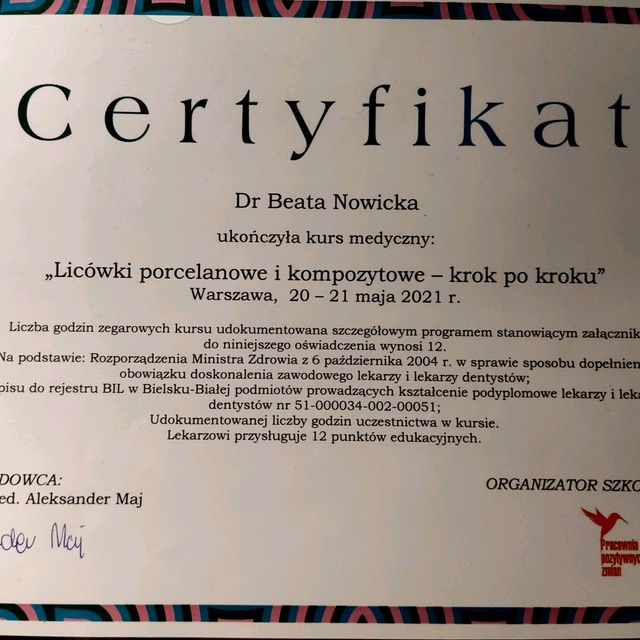 Certyfikat
Dr Beata Nowicka
ukończyła kurs medyczny:
„Licówki porcelanowe i kompozytowe – krok po kroku”
Warszawa, 20 – 21 maja 2021 r.
Liczba godzin zegarowych kursu udokumentowana szczegółowym programem stanowiącym załącznik
do niniejszego oświadczenia wynosi 12.
Na podstawie: Rozporządzenia Ministra Zdrowia z 6 października 2004 r. w sprawie sposobu dopełnien
obowiązku doskonalenia zawodowego lekarzy i lekarzy dentystów;
pisu do rejestru BIL w Bielsku-Białej podmiotów prowadzących kształcenie podyplomowe lekarzy i leka
dentystów nr 51-000034-002-00051;
Udokumentowanej liczby godzin uczestnictwa w kursie.
Lekarzowi przysługuje 12 punktów edukacyjnych.
DOWCA:
ed. Aleksander Maj
der Maj
ORGANIZATOR SZKO
Pracownia
pozytywnyc
zmian